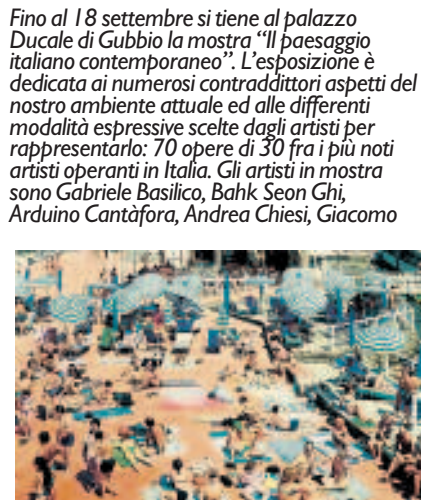 Fino al 18 settembre si tiene al palazzo
Ducale di Gubbio la mostra “Il paesaggio
italiano contemporaneo”. L’esposizione è
dedicata ai numerosi contraddittori aspetti del
nostro ambiente attuale ed alle differenti
modalità espressive scelte dagli artisti per
rappresentarlo: 70 opere di 30 fra i più noti
artisti operanti in Italia. Gli artisti in mostra
sono Gabriele Basilico, Bahk Seon Ghi,
Arduino Cantàfora, Andrea Chiesi, Giacomo